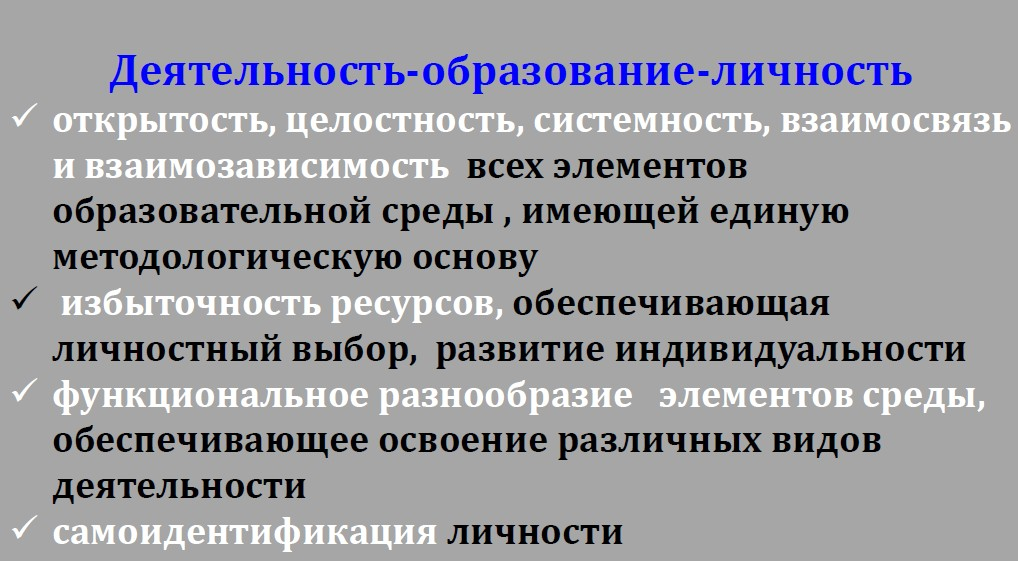 Деятельность-образование-личность
✓ открытость, целостность, системность, взаимосвязь
и взаимозависимость всех элементов
образовательной среды , имеющей единую
методологическую основу
✓ избыточность ресурсов, обеспечивающая
личностный выбор, развитие индивидуальности
✓ функциональное разнообразие элементов среды,
обеспечивающее освоение различных видов
деятельности
✓ самоидентификация личности